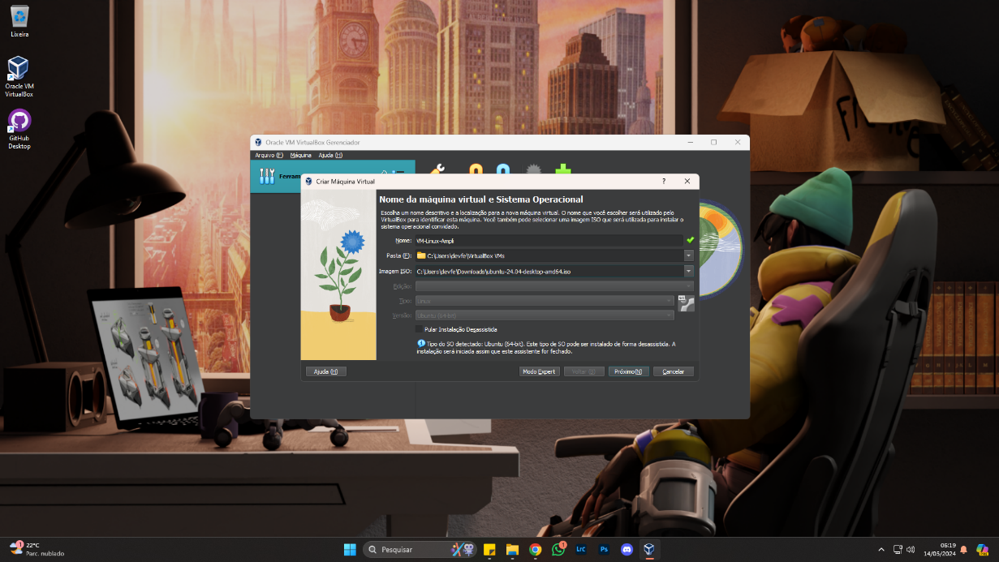 Lixeira
Oracle VM
VirtualBox
GitHub
Desktop
Oracle VM VirtualBox Gerenciador
Arquivo (F) Máquina Ajuda (H)
Ferram
Criar Máquina Virtual
?
Nome da máquina virtual e Sistema Operacional
Escolha um nome descritivo e a localização para a nova máquina virtual. O nome que você escolher será utilizado pelo
VirtualBox para identificar esta máquina. Você também pode selecionar uma imagem ISO que será utilizada para instalar o
sistema operacional convidado.
Nome: VM-Linux-Ampli
Pasta (F): C:\Users\devfe\VirtualBox VMs
Imagem ISO: C:\Users\devfe\Downloads\ubuntu-24.04-desktop-amd64.iso
Edição:
Tipo: Linux
Versão: Ubuntu (64-bit)
Pular Instalação Desassistida
Tipo do SO detectado: Ubuntu (64-bit). Este tipo de SO pode ser instalado de forma desassistida. A
instalação será iniciada assim que este assistente for fechado.
Ajuda (H) Modo Expert Voltar Próximo(N) Cancelar
1
22°C
Parc. nublado
Pesquisar
1
LrC
Ps
06:19
14/05/2024